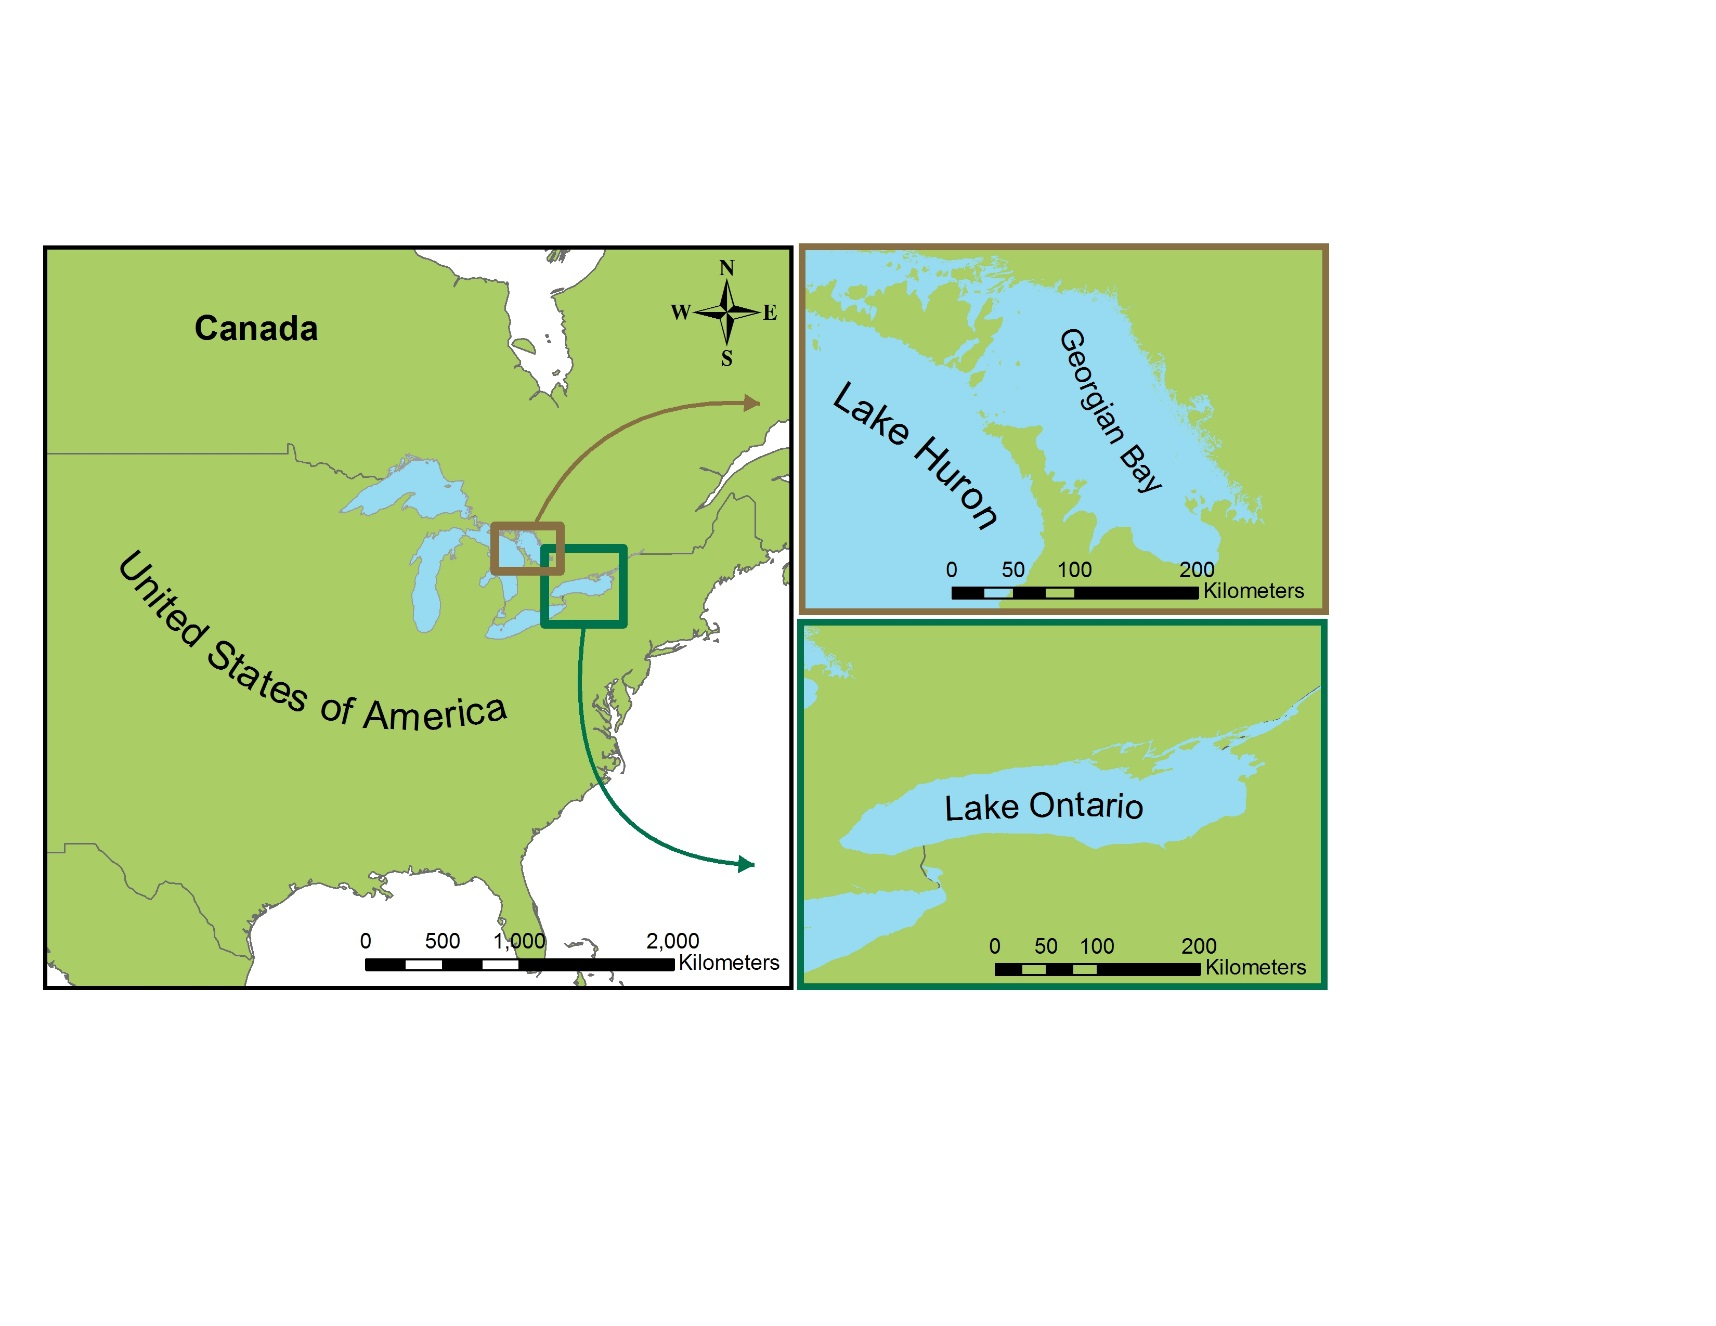 Canada
N
W E
S
United States of America
0 500 1,000 2,000
Kilometers
Lake Huron
Georgian Bay
0 50 100 200
Kilometers
Lake Ontario
0 50 100 200
Kilometers